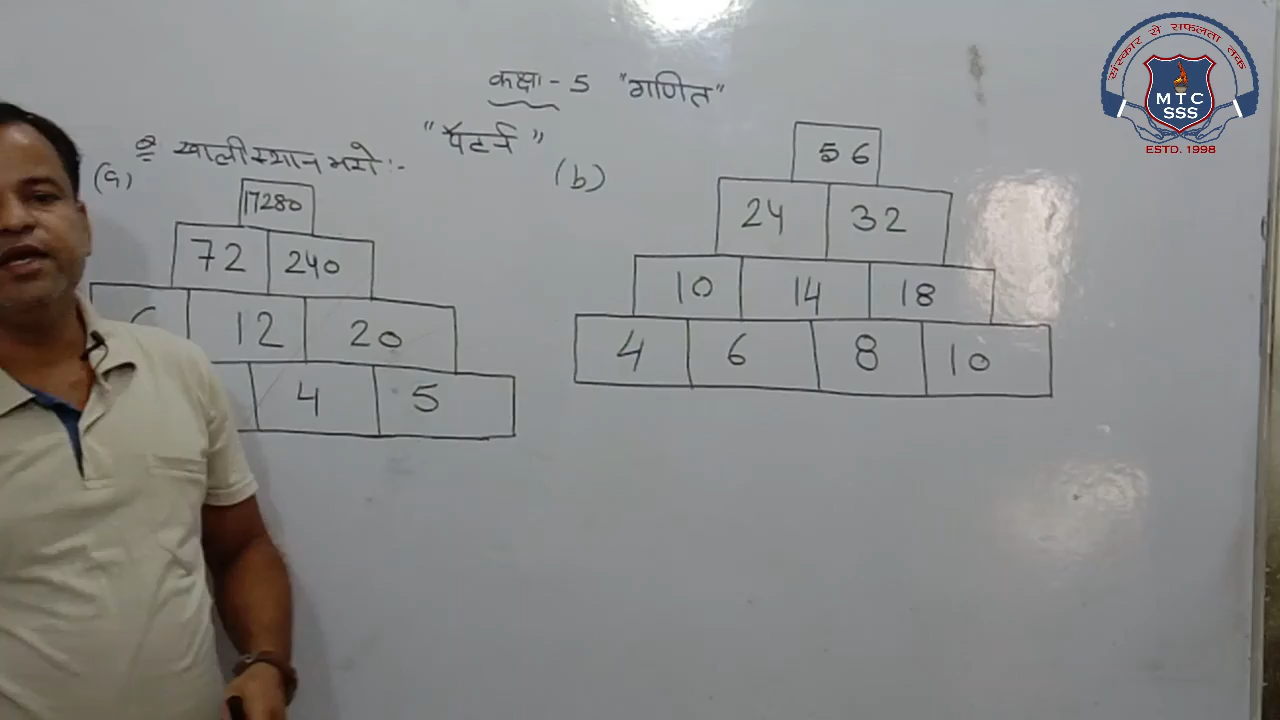 कक्षा - 5 "गणित"
"पैटर्न"
खाली स्थान भरो :-
(a)
17280
72 240
6 12 20
4 5
(b)
56
24 32
10 14 18
4 6 8 10
संस्कार से सफलता तक
MTC
SSS
ESTD. 1998